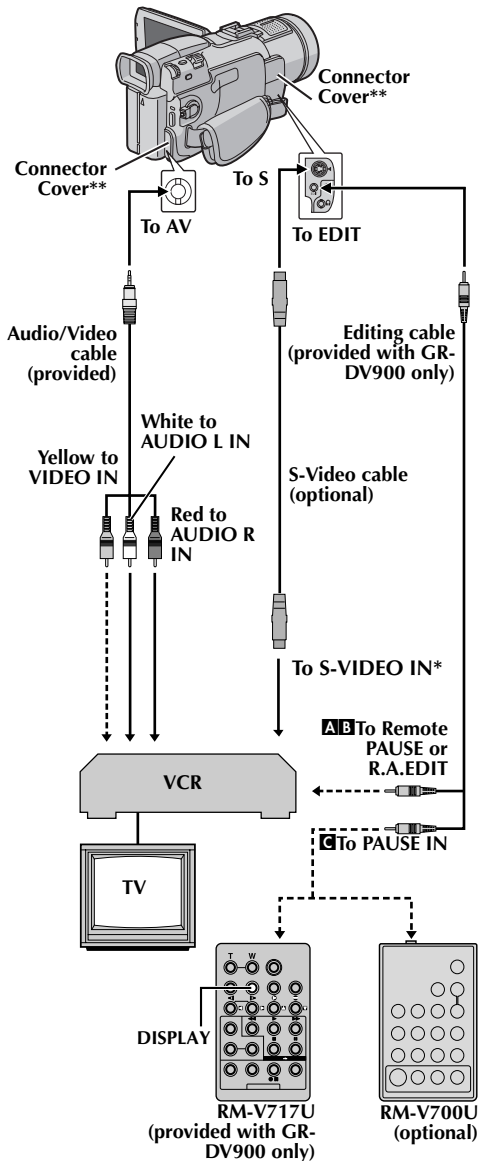 Connector
Cover**
Connector
Cover**
To AV
To S
To EDIT
Audio/Video
cable
(provided)
Editing cable
(provided with GR-
DV900 only)
White to
AUDIO L IN
Yellow to
VIDEO IN
Red to
AUDIO R
IN
S-Video cable
(optional)
To S-VIDEO IN*
A B To Remote
PAUSE or
R.A.EDIT
VCR
C To PAUSE IN
TV
T W
DISPLAY
RM-V717U
(provided with GR-
DV900 only)
RM-V700U
(optional)